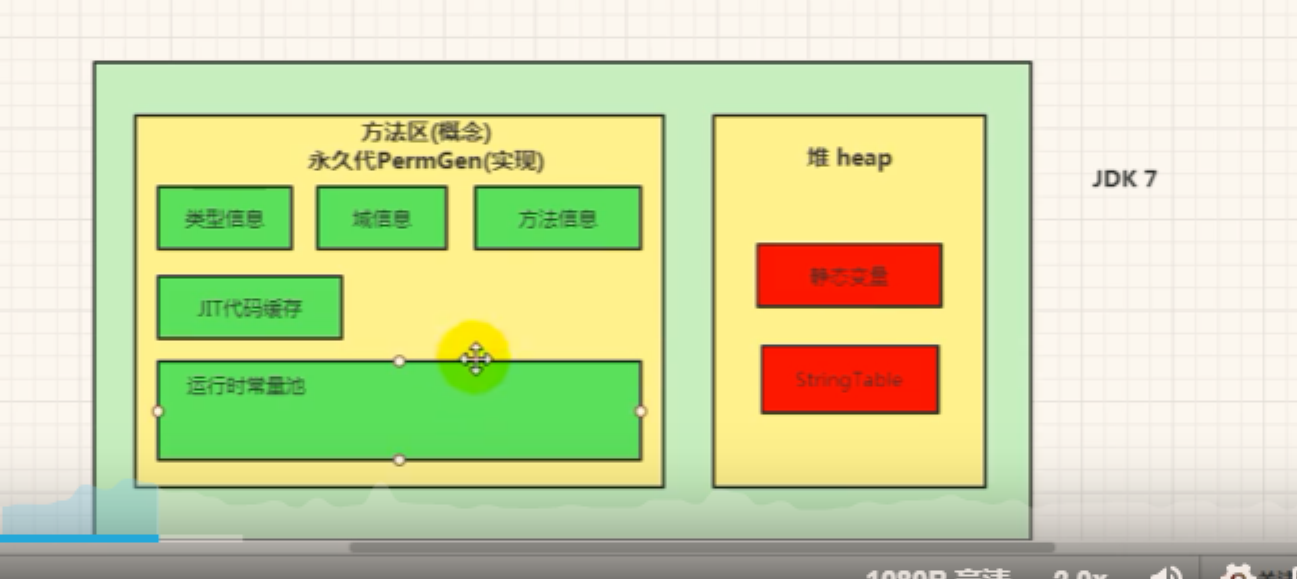 方法区(概念)
永久代PermGen(实现)
类型信息
域信息
方法信息
JIT代码缓存
运行时常量池
堆 heap
静态变量
StringTable
JDK 7
1080P 高清
2.0x